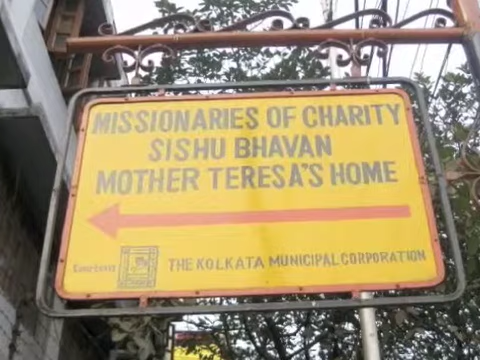 MISSIONARIES OF CHARITY
SISHU BHAVAN
MOTHER TERESA'S HOME
THE KOLKATA MUNICIPAL CORPORATION